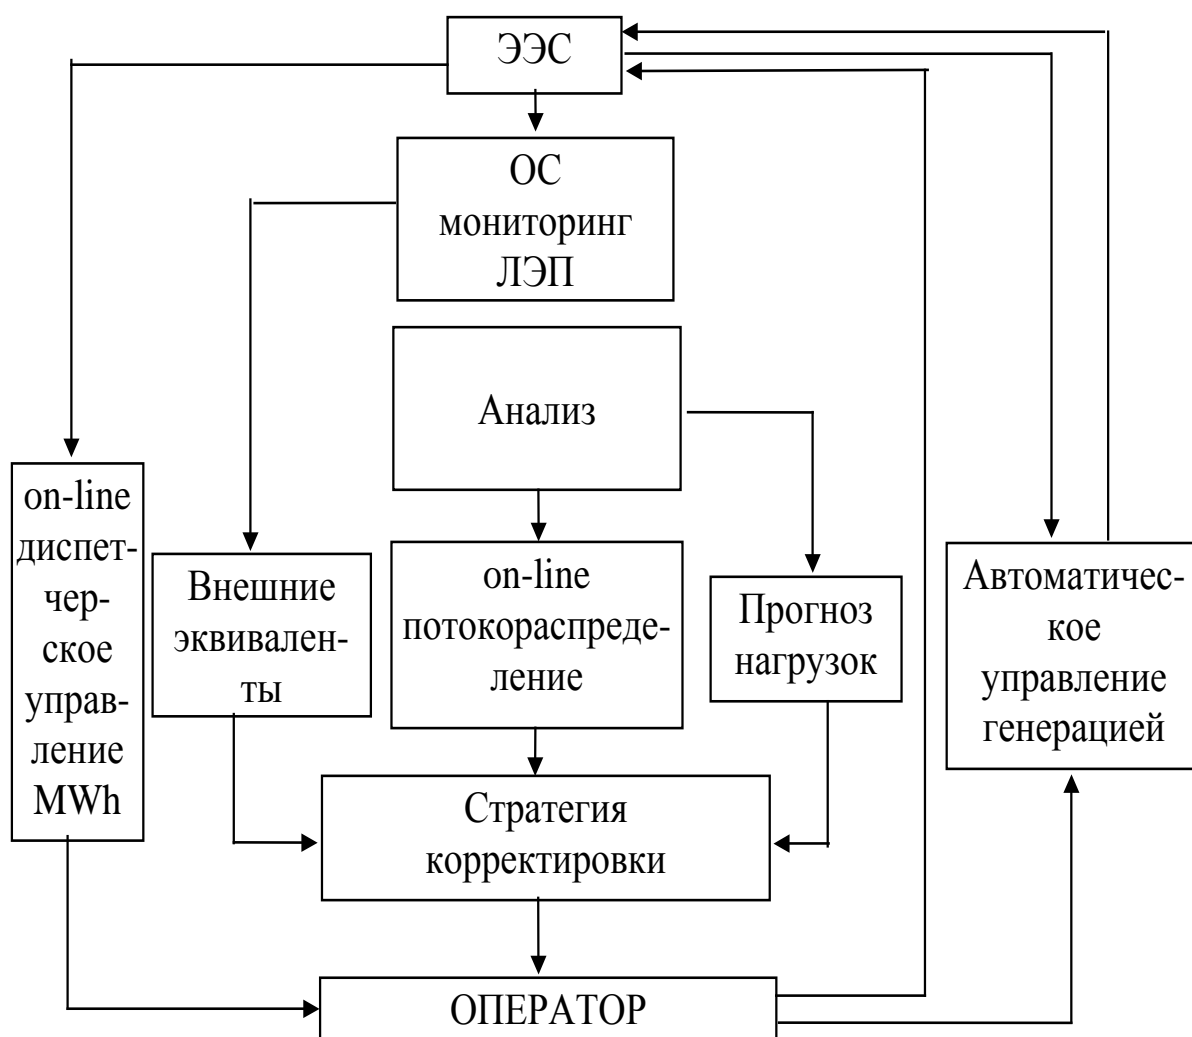 ЭЭС
ОС
мониторинг
ЛЭП
Анализ
on-line
диспет-
чер-
ское
управ-
ление
MWh
Внешние
эквивален-
ты
on-line
потокораспреде-
ление
Прогноз
нагрузок
Автоматичес-
кое
управление
генерацией
Стратегия
корректировки
ОПЕРАТОР